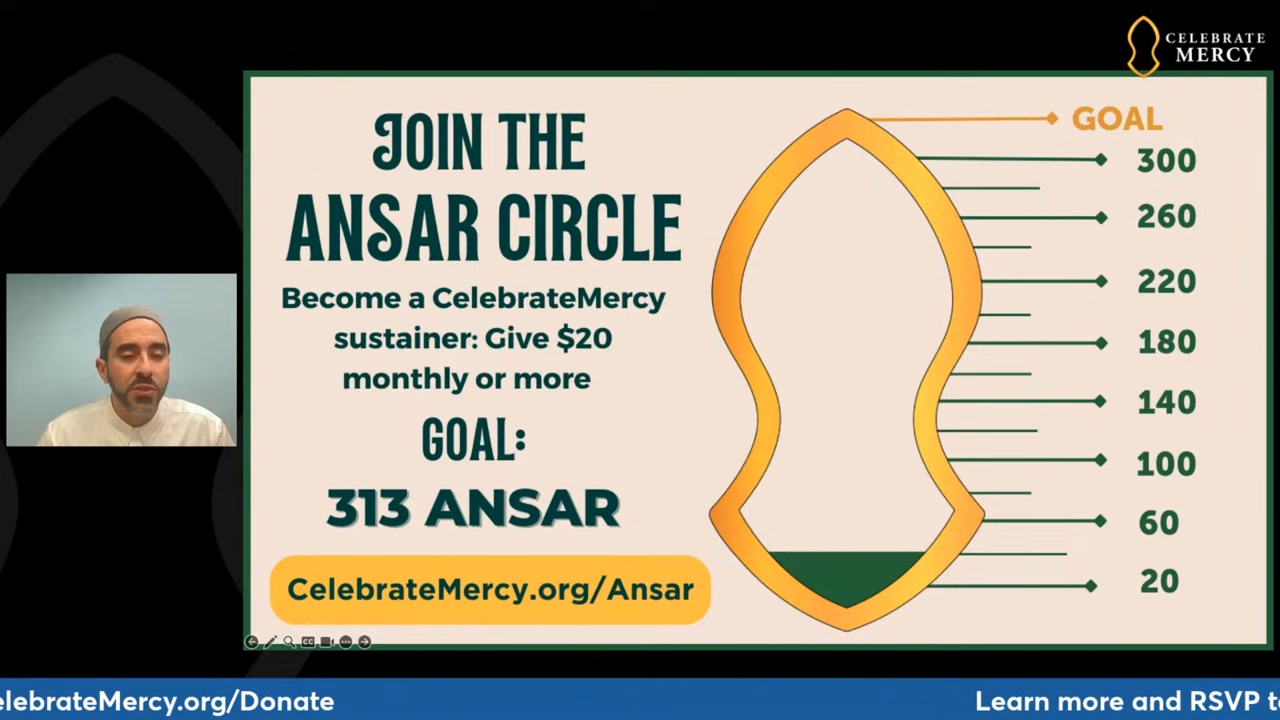 CELEBRATE
MERCY
JOIN THE
ANSAR CIRCLE
Become a CelebrateMercy
sustainer: Give $20
monthly or more
GOAL:
313 ANSAR
CelebrateMercy.org/Ansar
GOAL
300
260
220
180
140
100
60
20
CC
elebrateMercy.org/Donate
Learn more and RSVP t